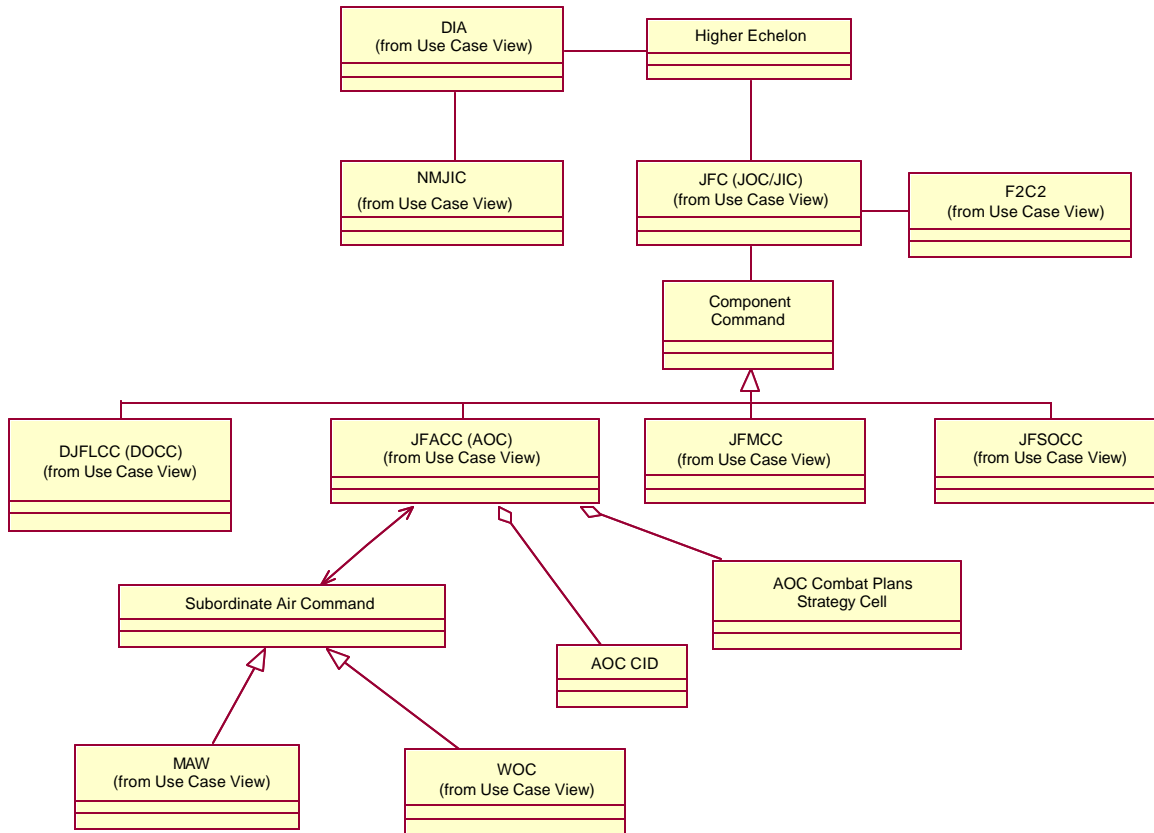 DIA
(from Use Case View)
Higher Echelon
NMJIC
(from Use Case View)
JFC (JOC/JIC)
(from Use Case View)
F2C2
(from Use Case View)
Component
Command
DJFLCC (DOCC)
(from Use Case View)
JFACC (AOC)
(from Use Case View)
JFMCC
(from Use Case View)
JFSOCC
(from Use Case View)
Subordinate Air Command
AOC Combat Plans
Strategy Cell
AOC CID
MAW
(from Use Case View)
WOC
(from Use Case View)